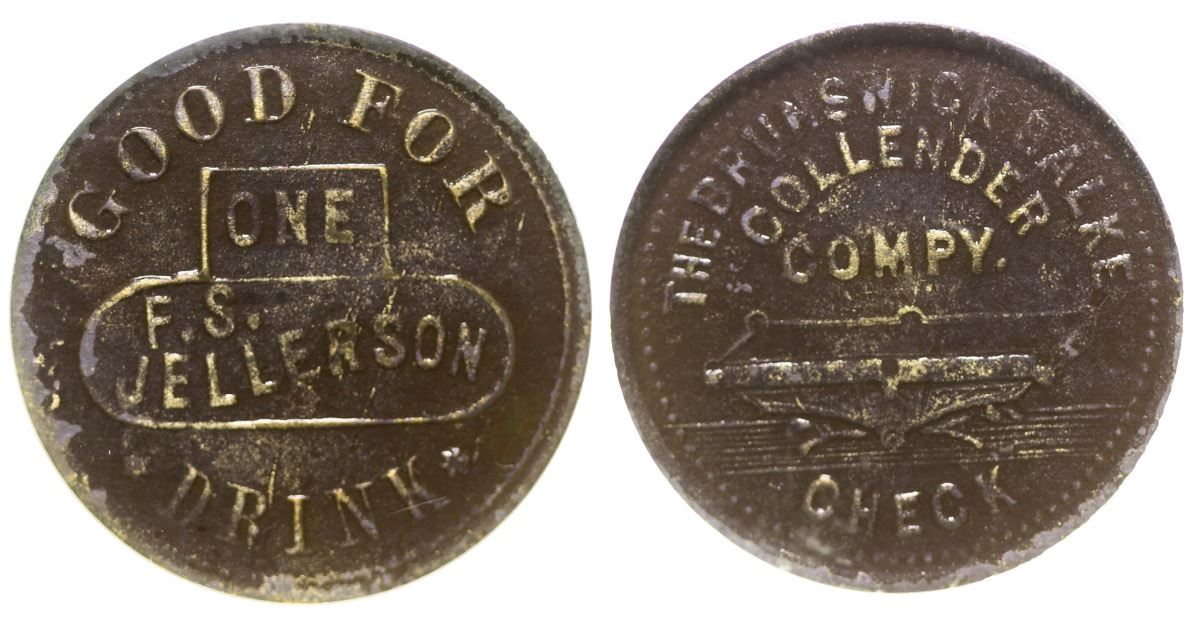 GOOD FOR
ONE
F.S.
JELLERSON
* DRINK *
THE BRUNSWICK BALKE
COLLENDER
COMPY.
CHECK